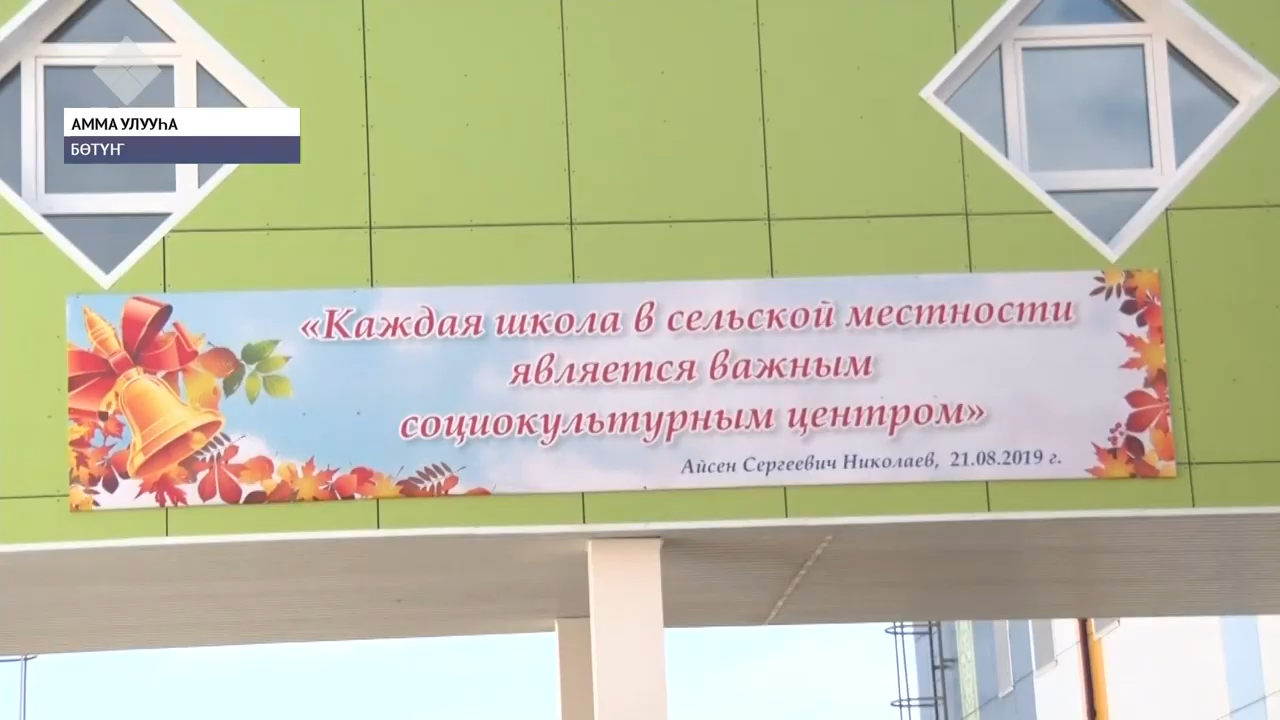 АММА УЛУУҺА
БӨТҮҤ
«Каждая школа в сельской местности
является важным
социокультурным центром»
Айсен Сергеевич Николаев, 21.08.2019 г.